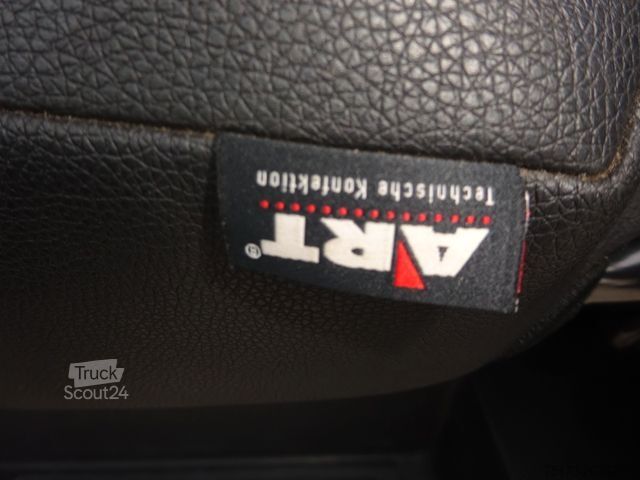 ART®
Technische Konfektion
Truck
Scout24